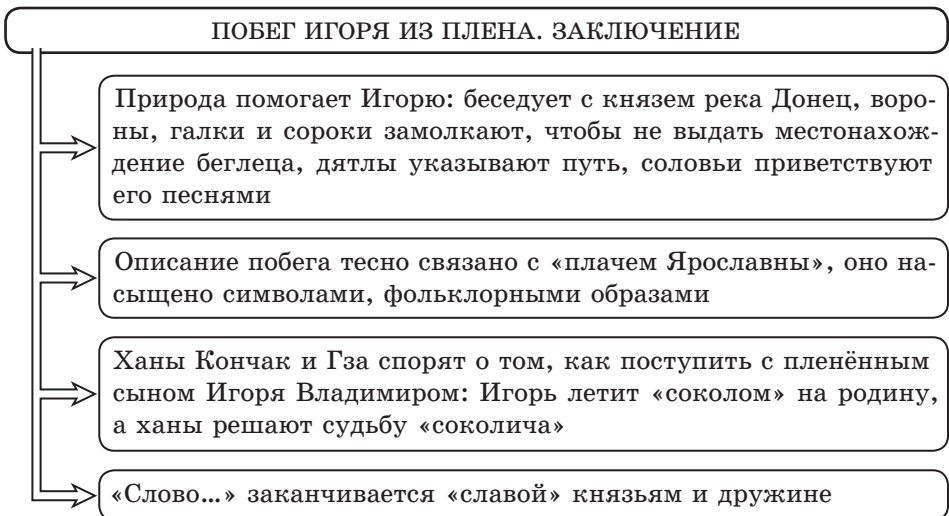 ПОБЕГ ИГОРЯ ИЗ ПЛЕНА. ЗАКЛЮЧЕНИЕ
Природа помогает Игорю: беседует с князем река Донец, воро-
ны, галки и сороки замолкают, чтобы не выдать местонахож-
дение беглеца, дятлы указывают путь, соловьи приветствуют
его песнями
Описание побега тесно связано с «плачем Ярославны», оно на-
сыщено символами, фольклорными образами
Ханы Кончак и Гза спорят о том, как поступить с пленённым
сыном Игоря Владимиром: Игорь летит «соколом» на родину,
а ханы решают судьбу «соколича»
«Слово…» заканчивается «славой» князьям и дружине